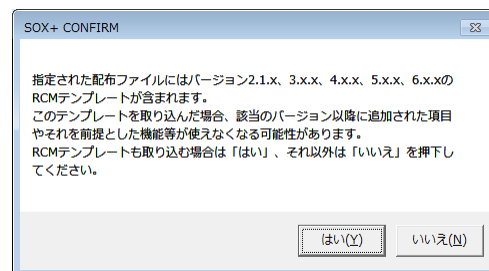 SOX+ CONFIRM
指定された配布ファイルにはバージョン2.1.x、3.x.x、4.x.x、5.x.x、6.x.xの
RCMテンプレートが含まれます。
このテンプレートを取り込んだ場合、該当のバージョン以降に追加された項目
やそれを前提とした機能等が使えなくなる可能性があります。
RCMテンプレートも取り込む場合は「はい」、それ以外は「いいえ」を押下し
てください。
はい(Y)
いいえ(N)